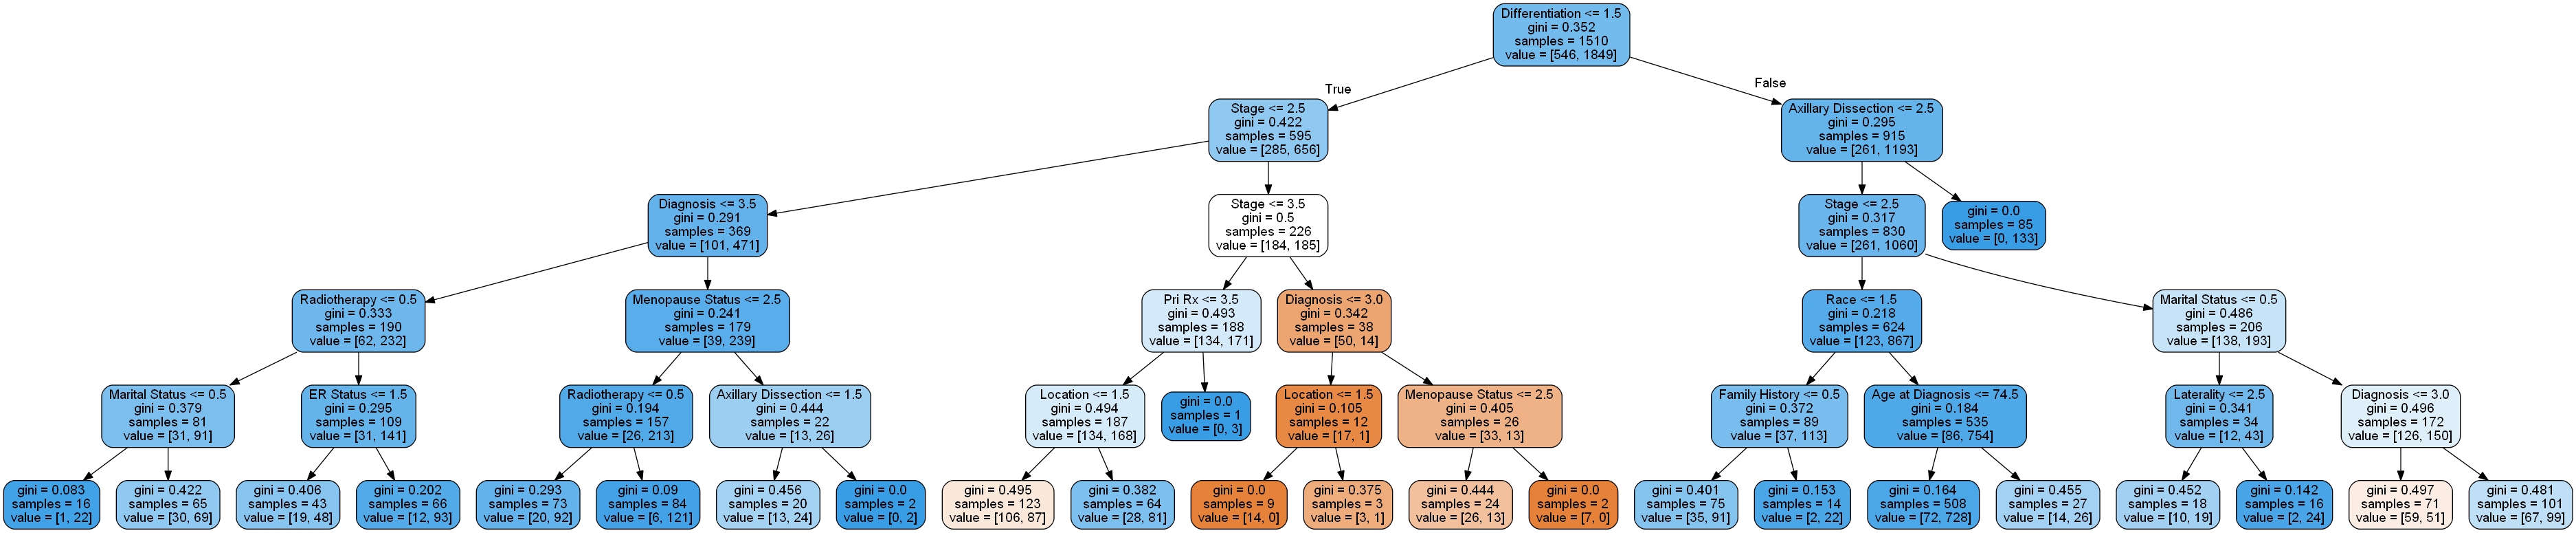 Differentiation <= 1.5
gini = 0.352
samples = 1510
value = [546, 1849]
True
False
Stage <= 2.5
gini = 0.422
samples = 595
value = [285, 656]
Axillary Dissection <= 2.5
gini = 0.295
samples = 915
value = [261, 1193]
Diagnosis <= 3.5
gini = 0.291
samples = 369
value = [101, 471]
Stage <= 3.5
gini = 0.5
samples = 226
value = [184, 185]
Stage <= 2.5
gini = 0.317
samples = 830
value = [261, 1060]
gini = 0.0
samples = 85
value = [0, 133]
Radiotherapy <= 0.5
gini = 0.333
samples = 190
value = [62, 232]
Menopause Status <= 2.5
gini = 0.241
samples = 179
value = [39, 239]
Pri Rx <= 3.5
gini = 0.493
samples = 188
value = [134, 171]
Diagnosis <= 3.0
gini = 0.342
samples = 38
value = [50, 14]
Race <= 1.5
gini = 0.218
samples = 624
value = [123, 867]
Marital Status <= 0.5
gini = 0.486
samples = 206
value = [138, 193]
Marital Status <= 0.5
gini = 0.379
samples = 81
value = [31, 91]
ER Status <= 1.5
gini = 0.295
samples = 109
value = [31, 141]
Radiotherapy <= 0.5
gini = 0.194
samples = 157
value = [26, 213]
Axillary Dissection <= 1.5
gini = 0.444
samples = 22
value = [13, 26]
Location <= 1.5
gini = 0.494
samples = 187
value = [134, 168]
gini = 0.0
samples = 1
value = [0, 3]
Location <= 1.5
gini = 0.105
samples = 12
value = [17, 1]
Menopause Status <= 2.5
gini = 0.405
samples = 26
value = [33, 13]
Family History <= 0.5
gini = 0.372
samples = 89
value = [37, 113]
Age at Diagnosis <= 74.5
gini = 0.184
samples = 535
value = [86, 754]
Laterality <= 2.5
gini = 0.341
samples = 34
value = [12, 43]
Diagnosis <= 3.0
gini = 0.496
samples = 172
value = [126, 150]
gini = 0.083
samples = 16
value = [1, 22]
gini = 0.422
samples = 65
value = [30, 69]
gini = 0.406
samples = 43
value = [19, 48]
gini = 0.202
samples = 66
value = [12, 93]
gini = 0.293
samples = 73
value = [20, 92]
gini = 0.09
samples = 84
value = [6, 121]
gini = 0.456
samples = 20
value = [13, 24]
gini = 0.0
samples = 2
value = [0, 2]
gini = 0.495
samples = 123
value = [106, 87]
gini = 0.382
samples = 64
value = [28, 81]
gini = 0.0
samples = 9
value = [14, 0]
gini = 0.375
samples = 3
value = [3, 1]
gini = 0.444
samples = 24
value = [26, 13]
gini = 0.0
samples = 2
value = [7, 0]
gini = 0.401
samples = 75
value = [35, 91]
gini = 0.153
samples = 14
value = [2, 22]
gini = 0.164
samples = 508
value = [72, 728]
gini = 0.455
samples = 27
value = [14, 26]
gini = 0.452
samples = 18
value = [10, 19]
gini = 0.142
samples = 16
value = [2, 24]
gini = 0.497
samples = 71
value = [59, 51]
gini = 0.481
samples = 101
value = [67, 99]